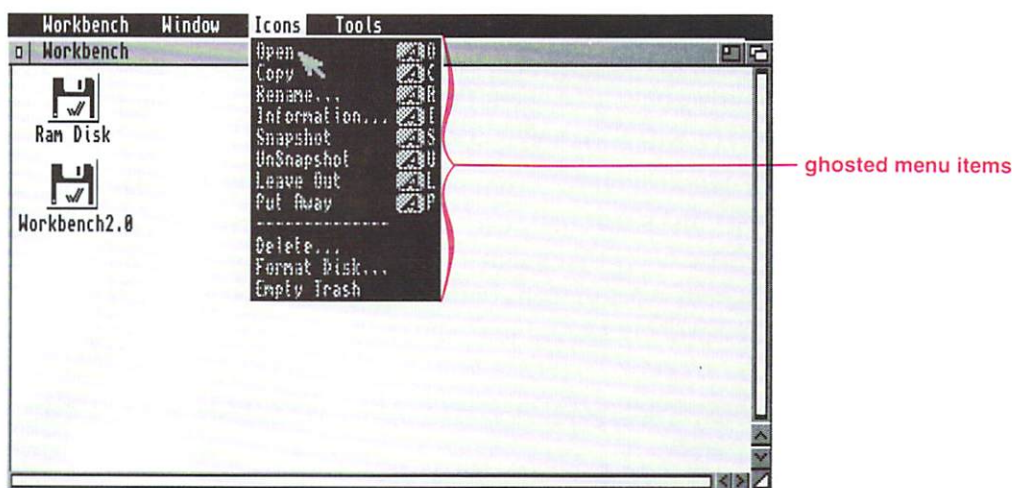 Workbench Window Icons Tools
Workbench
Open A O
Copy A C
Rename... A R
Information... A I
Snapshot A S
UnSnapshot A U
Leave Out A L
Put Away A P
Delete...
Format Disk...
Empty Trash
Ram Disk
Workbench2.0
ghosted menu items